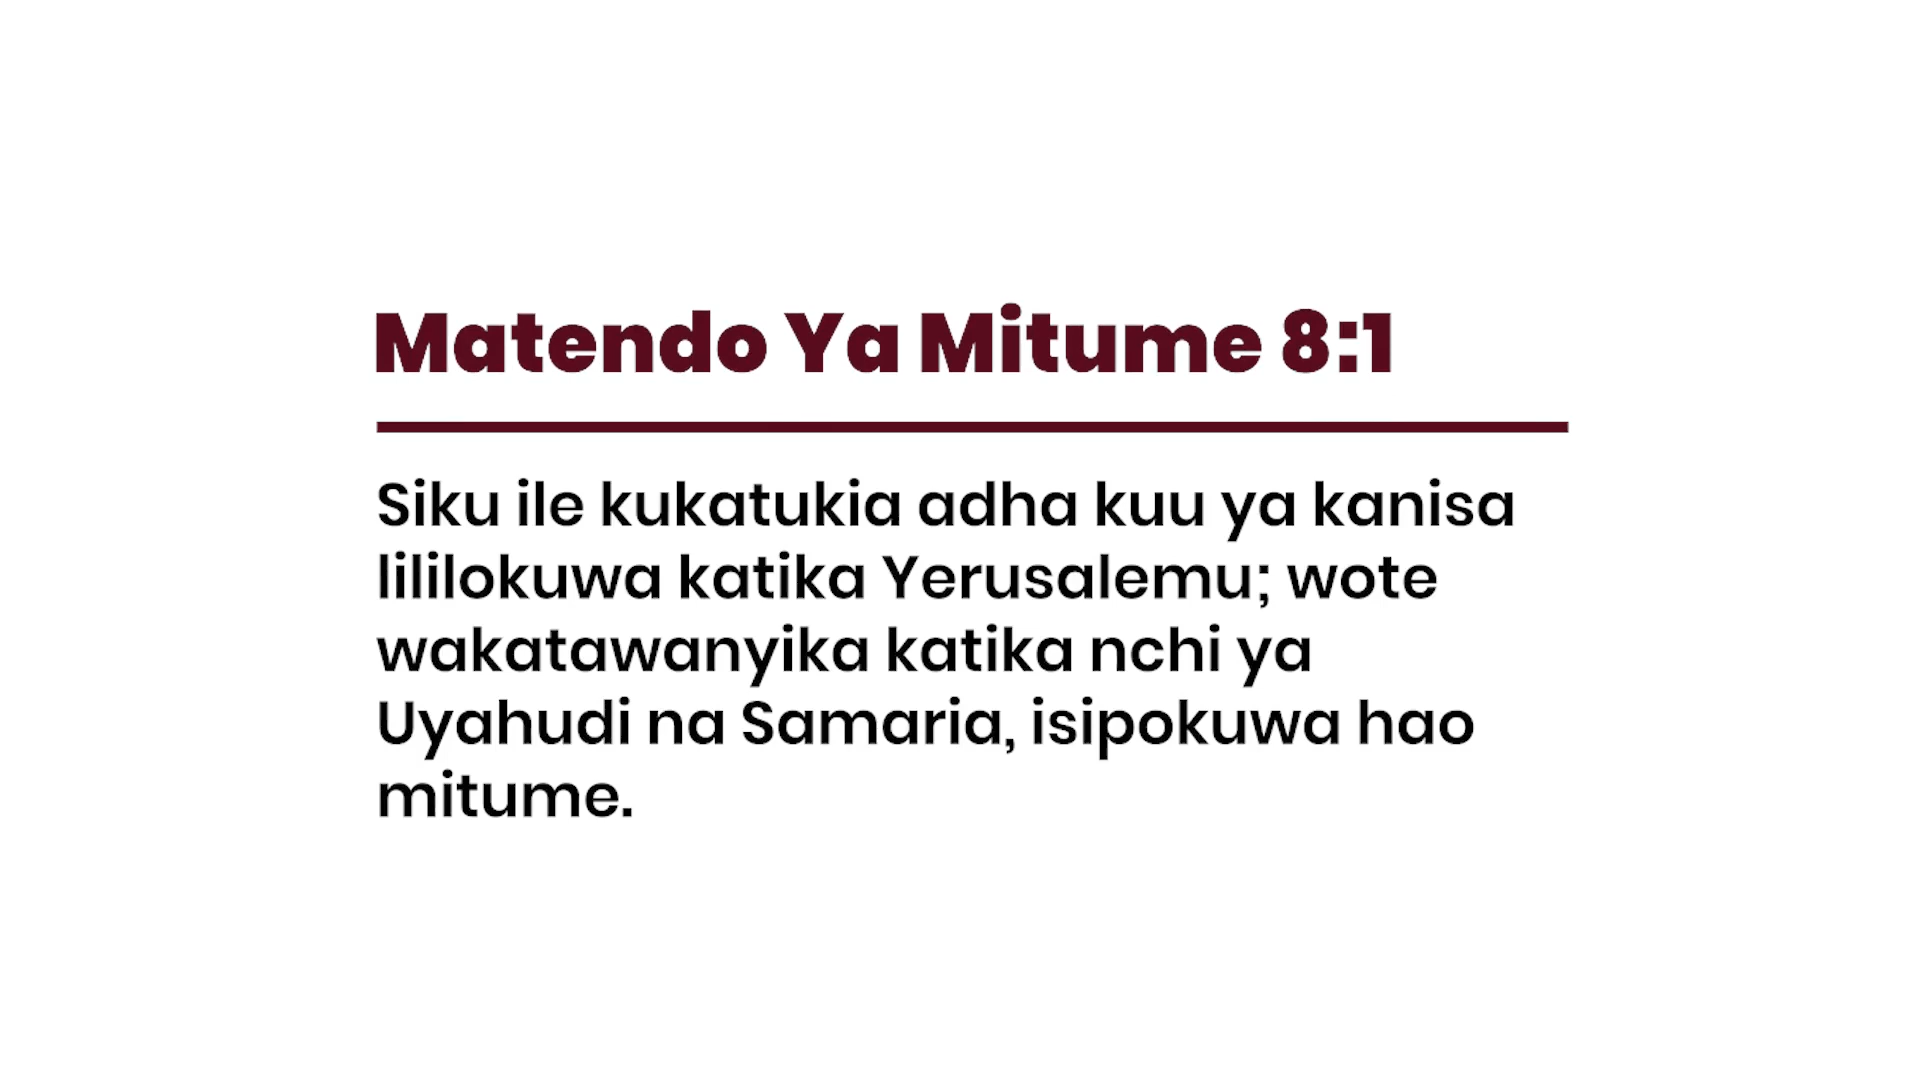 Matendo Ya Mitume 8:1
Siku ile kukatukia adha kuu ya kanisa
lililokuwa katika Yerusalemu; wote
wakatawanyika katika nchi ya
Uyahudi na Samaria, isipokuwa hao
mitume.